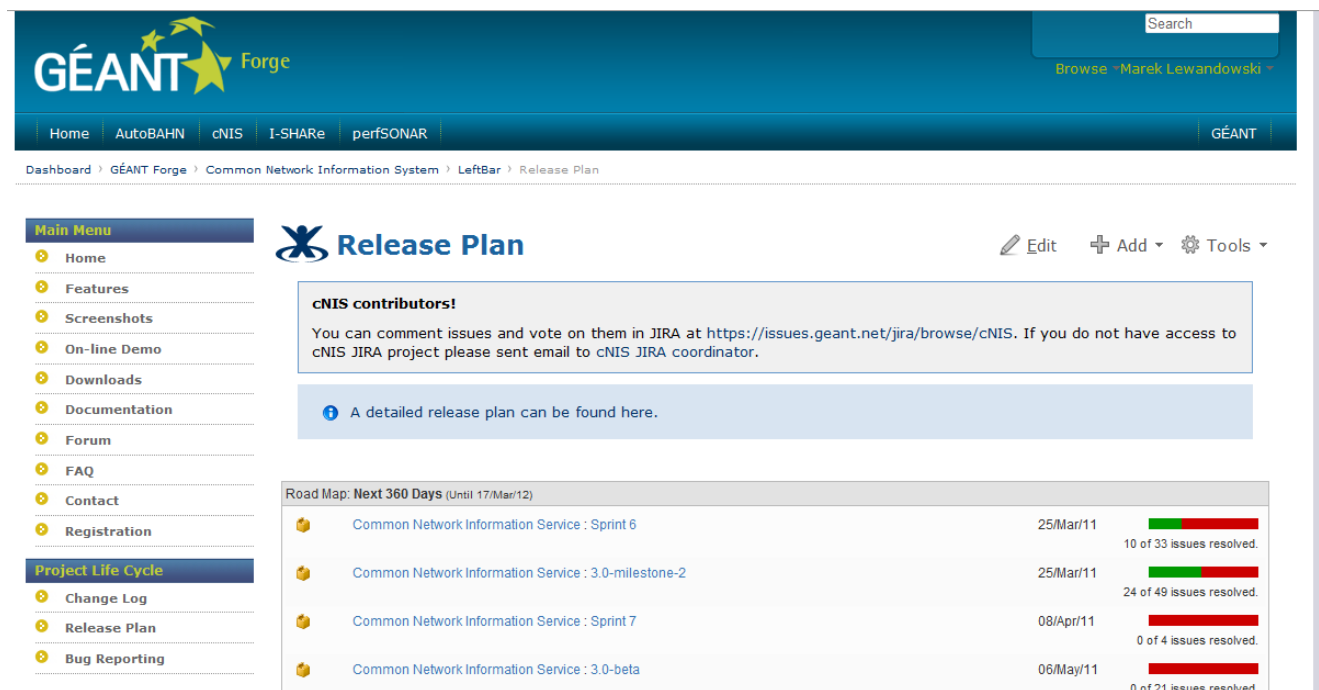 Search
GÉANT Forge
Browse Marek Lewandowski
Home AutoBAHN cNIS I-SHARe perfSONAR GÉANT
Dashboard › GÉANT Forge › Common Network Information System › LeftBar › Release Plan
Main Menu
Home
Features
Screenshots
On-line Demo
Downloads
Documentation
Forum
FAQ
Contact
Registration
Project Life Cycle
Change Log
Release Plan
Bug Reporting
Release Plan
Edit Add Tools
cNIS contributors!
You can comment issues and vote on them in JIRA at https://issues.geant.net/jira/browse/cNIS. If you do not have access to
cNIS JIRA project please sent email to cNIS JIRA coordinator.
A detailed release plan can be found here.
Road Map: Next 360 Days (Until 17/Mar/12)
Common Network Information Service : Sprint 6 25/Mar/11
10 of 33 issues resolved.
Common Network Information Service : 3.0-milestone-2 25/Mar/11
24 of 49 issues resolved.
Common Network Information Service : Sprint 7 08/Apr/11
0 of 4 issues resolved.
Common Network Information Service : 3.0-beta 06/May/11
0 of 21 issues resolved.